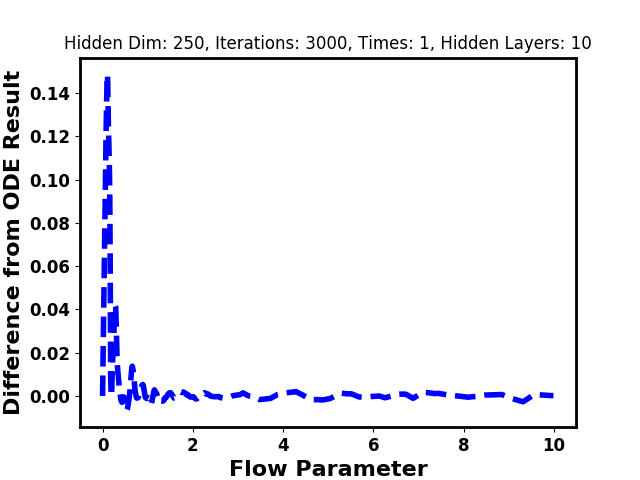 Hidden Dim: 250, Iterations: 3000, Times: 1, Hidden Layers: 10
Difference from ODE Result
0.14
0.12
0.10
0.08
0.06
0.04
0.02
0.00
0 2 4 6 8 10
Flow Parameter